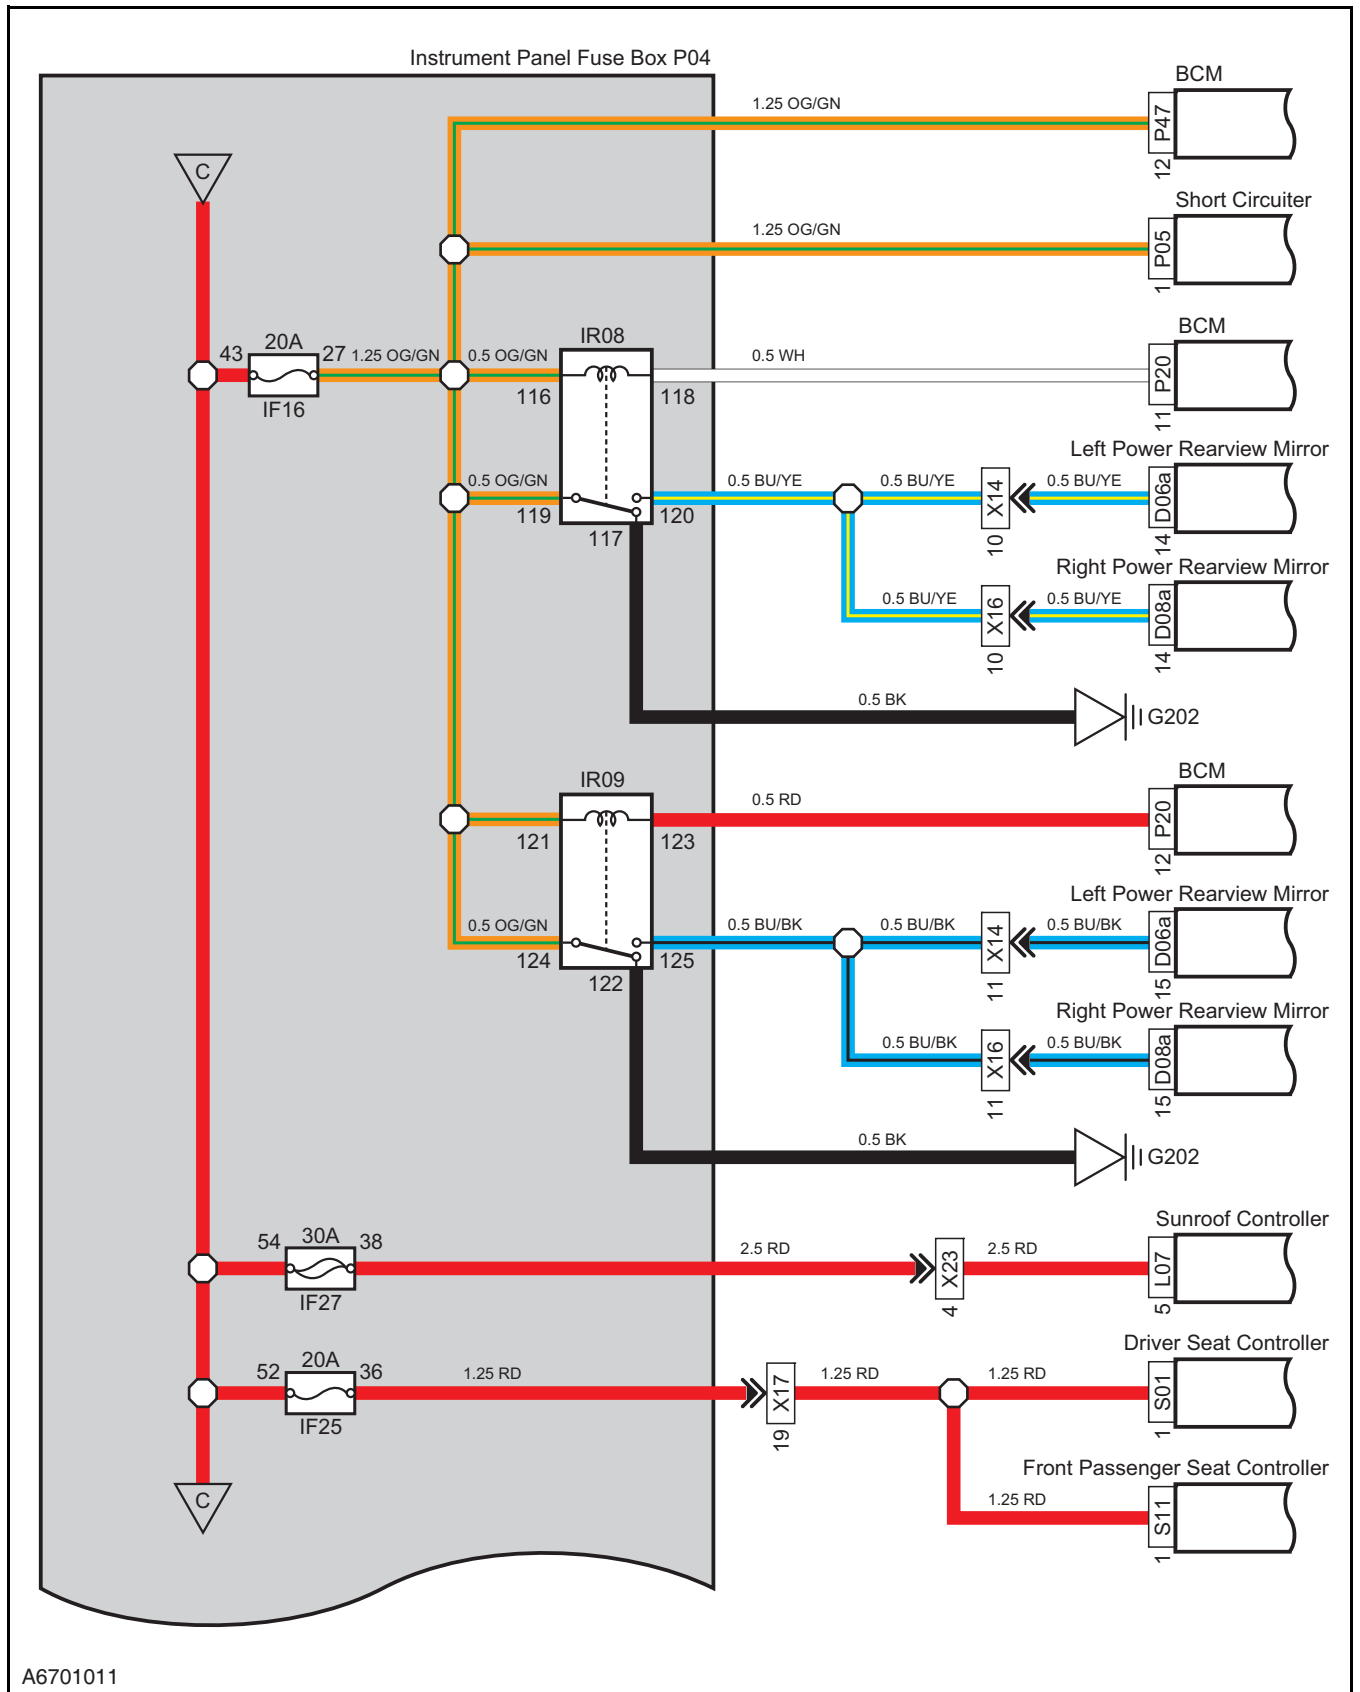 Instrument Panel Fuse Box P04
BCM
1.25 OG/GN
P47
12
C
Short Circuiter
1.25 OG/GN
P05
1
BCM
IR08
20A
43
27
1.25 OG/GN
0.5 OG/GN
0.5 WH
P20
11
116
118
IF16
Left Power Rearview Mirror
0.5 OG/GN
0.5 BU/YE
0.5 BU/YE
X14
10
0.5 BU/YE
D06a
14
119
120
117
Right Power Rearview Mirror
0.5 BU/YE
X16
10
0.5 BU/YE
D08a
14
0.5 BK
G202
BCM
IR09
0.5 RD
P20
12
121
123
Left Power Rearview Mirror
0.5 OG/GN
0.5 BU/BK
0.5 BU/BK
X14
11
0.5 BU/BK
D06a
15
124
125
122
Right Power Rearview Mirror
0.5 BU/BK
X16
11
0.5 BU/BK
D08a
15
0.5 BK
G202
Sunroof Controller
54
30A
38
2.5 RD
X23
4
2.5 RD
L07
5
IF27
Driver Seat Controller
52
20A
36
1.25 RD
X17
19
1.25 RD
1.25 RD
S01
1
IF25
Front Passenger Seat Controller
C
1.25 RD
S11
1
A6701011